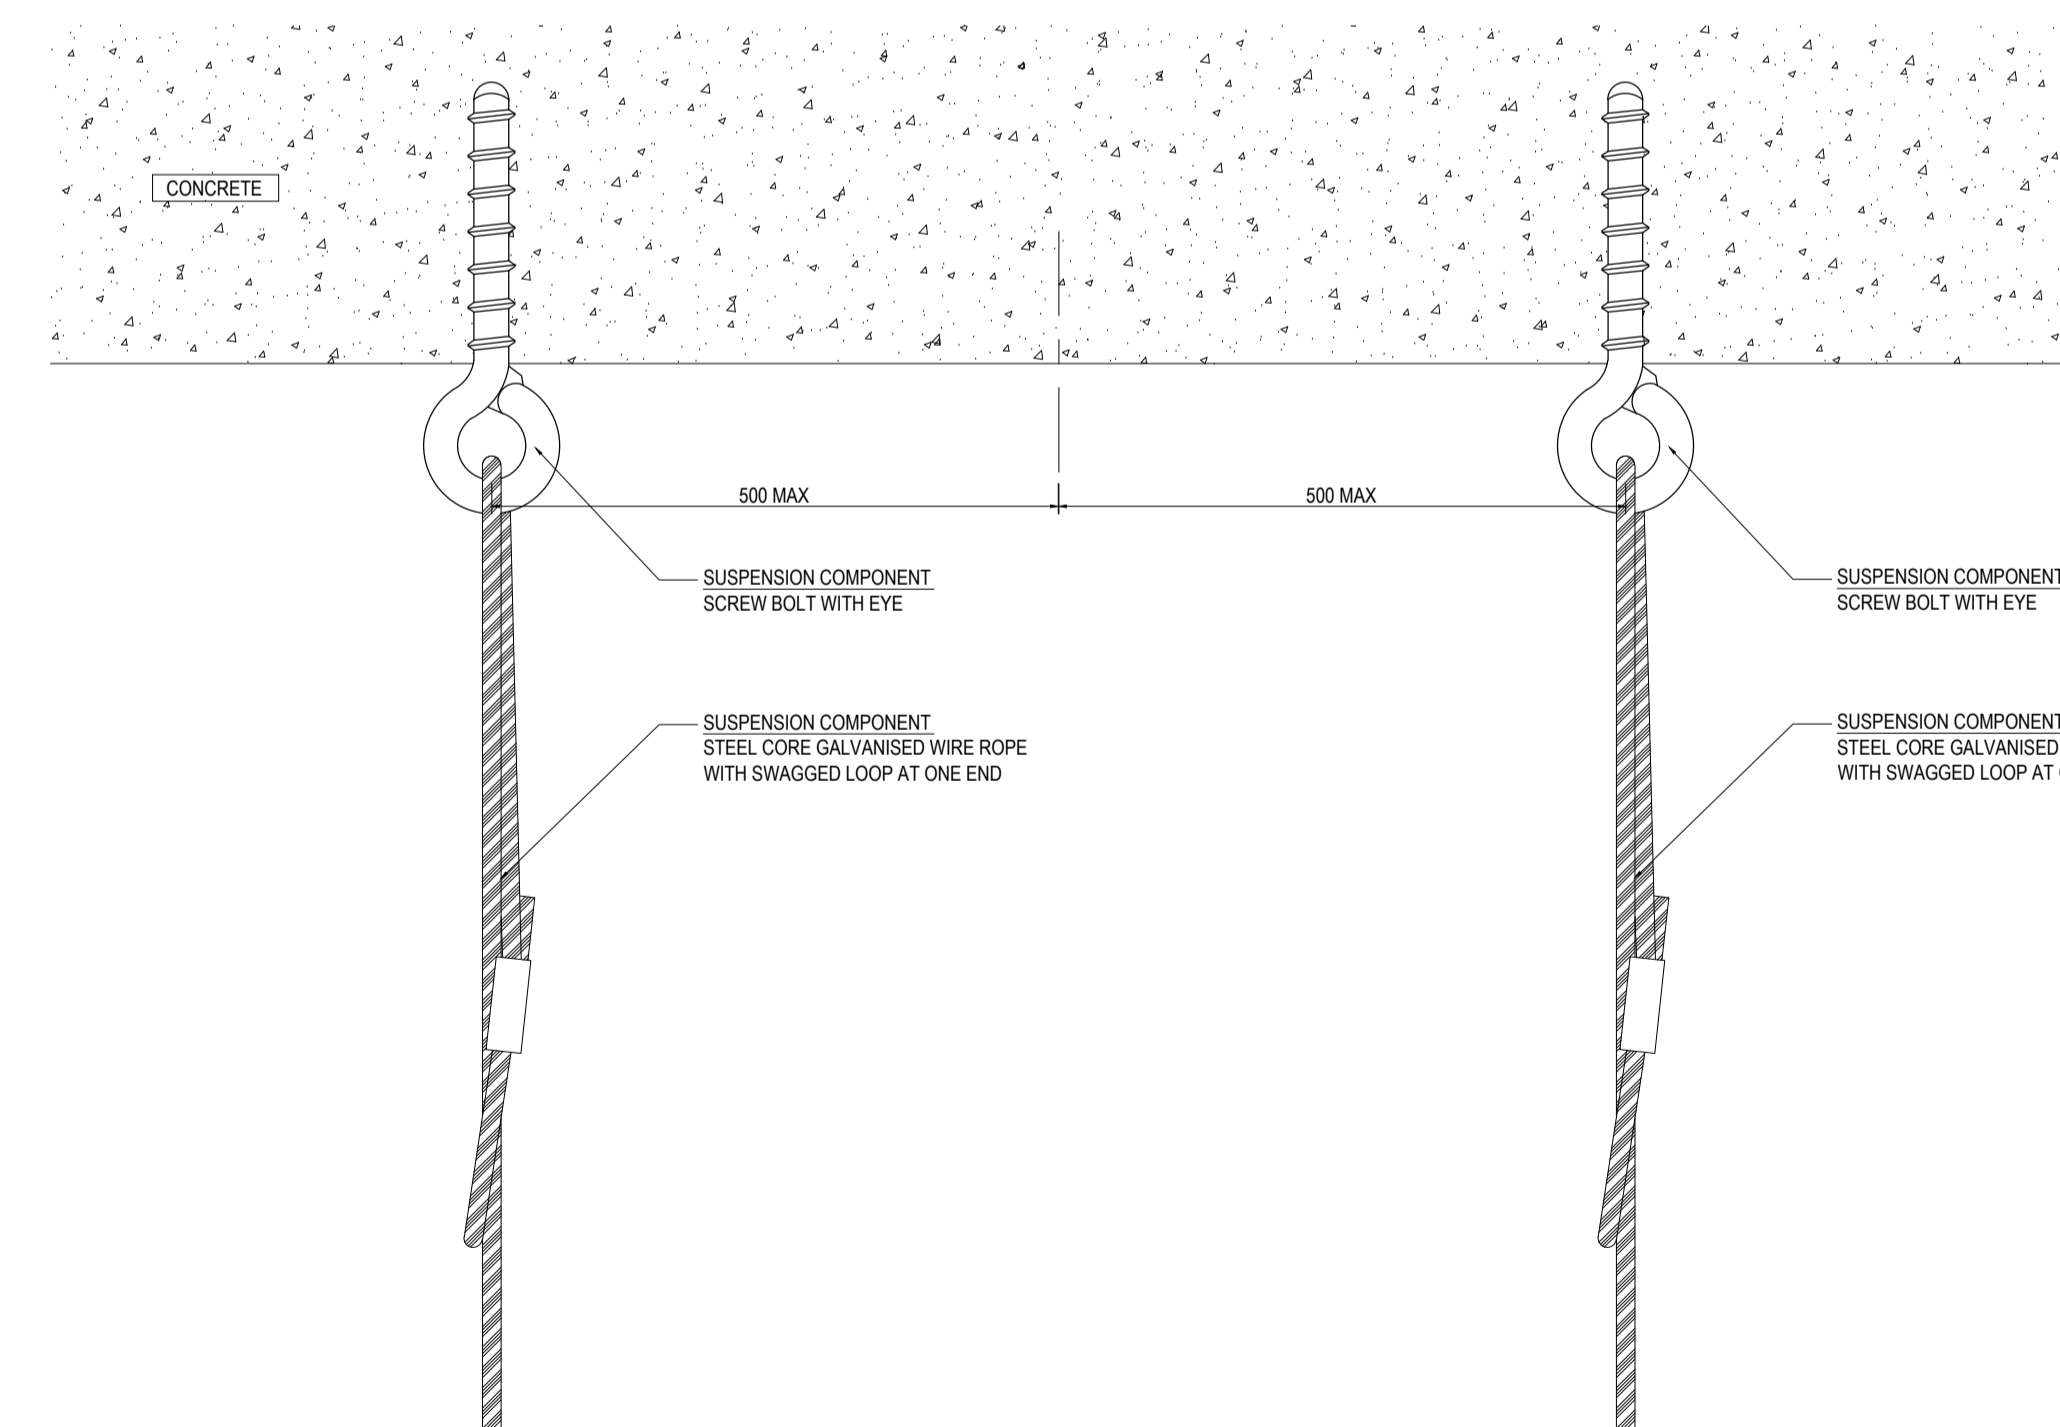 CONCRETE
500 MAX
500 MAX
SUSPENSION COMPONENT
SCREW BOLT WITH EYE
SUSPENSION COMPONENT
SCREW BOLT WITH EYE
SUSPENSION COMPONENT
STEEL CORE GALVANISED WIRE ROPE
WITH SWAGGED LOOP AT ONE END
SUSPENSION COMPONENT
STEEL CORE GALVANISED
WITH SWAGGED LOOP AT